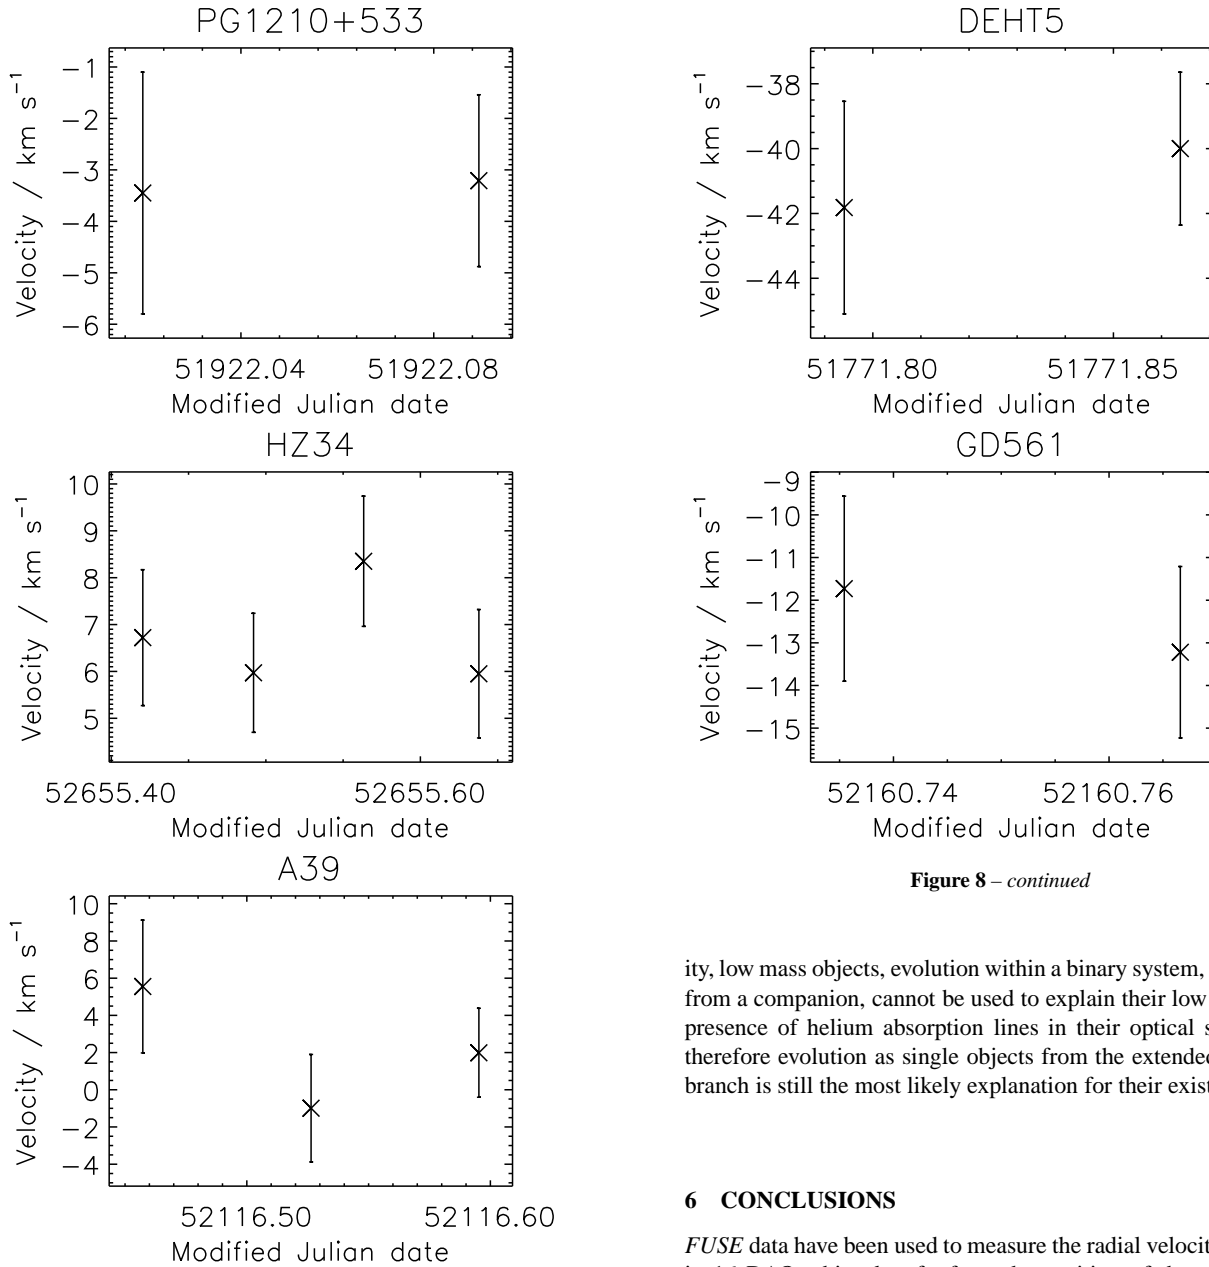 PG1210+533
Velocity / km s⁻¹
−1
−2
−3
−4
−5
−6
51922.04 51922.08
Modified Julian date
HZ34
Velocity / km s⁻¹
10
9
8
7
6
5
52655.40 52655.60
Modified Julian date
A39
Velocity / km s⁻¹
10
8
6
4
2
0
−2
−4
52116.50 52116.60
Modified Julian date
DEHT5
Velocity / km s⁻¹
−38
−40
−42
−44
51771.80 51771.85
Modified Julian date
GD561
Velocity / km s⁻¹
−9
−10
−11
−12
−13
−14
−15
52160.74 52160.76
Modified Julian date
Figure 8 – continued
ity, low mass objects, evolution within a binary system,
from a companion, cannot be used to explain their low
presence of helium absorption lines in their optical s
therefore evolution as single objects from the extended
branch is still the most likely explanation for their exist
6 CONCLUSIONS
FUSE data have been used to measure the radial velocit